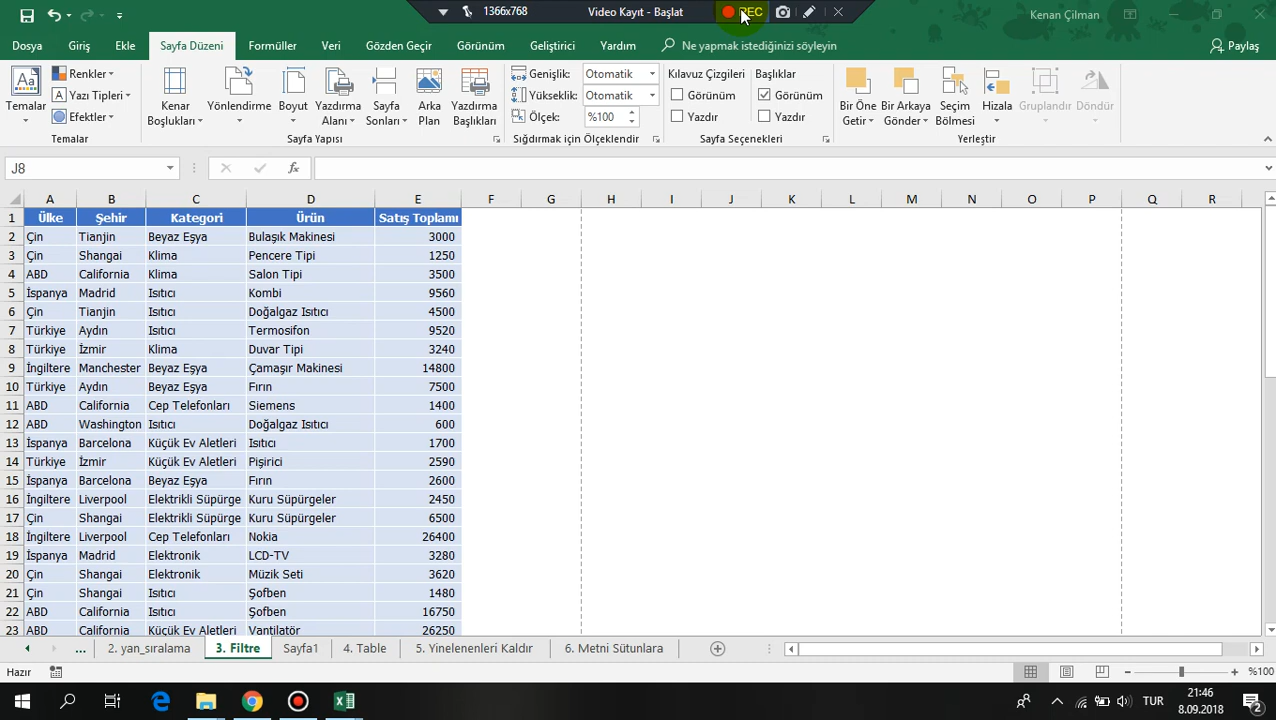 1366x768 Video Kayıt - Başlat REC Kenan Çilman
Dosya Giriş Ekle Sayfa Düzeni Formüller Veri Gözden Geçir Görünüm Geliştirici Yardım Ne yapmak istediğinizi söyleyin Paylaş
Temalar
Renkler
Yazı Tipleri
Efektler
Temalar
Kenar Boşlukları
Yönlendirme
Boyut
Yazdırma Alanı
Sayfa Sonları
Arka Plan
Yazdırma Başlıkları
Sayfa Yapısı
Genişlik: Otomatik
Yükseklik: Otomatik
Ölçek: %100
Sığdırmak için Ölçeklendir
Kılavuz Çizgileri Başlıklar
Görünüm Görünüm
Yazdır Yazdır
Sayfa Seçenekleri
Bir Öne Getir
Bir Arkaya Gönder
Seçim Bölmesi
Hizala
Gruplandır
Döndür
Yerleştir
J8 fx
A B C D E F G H I J K L M N O P Q R
1 Ülke Şehir Kategori Ürün Satış Toplamı
2 Çin Tianjin Beyaz Eşya Bulaşık Makinesi 3000
3 Çin Shangai Klima Pencere Tipi 1250
4 ABD California Klima Salon Tipi 3500
5 İspanya Madrid Isıtıcı Kombi 9560
6 Çin Tianjin Isıtıcı Doğalgaz Isıtıcı 4500
7 Türkiye Aydın Isıtıcı Termosifon 9520
8 Türkiye İzmir Klima Duvar Tipi 3240
9 İngiltere Manchester Beyaz Eşya Çamaşır Makinesi 14800
10 Türkiye Aydın Beyaz Eşya Fırın 7500
11 ABD California Cep Telefonları Siemens 1400
12 ABD Washington Isıtıcı Doğalgaz Isıtıcı 600
13 İspanya Barcelona Küçük Ev Aletleri Isıtıcı 1700
14 Türkiye İzmir Küçük Ev Aletleri Pişirici 2590
15 İspanya Barcelona Beyaz Eşya Fırın 2600
16 İngiltere Liverpool Elektrikli Süpürge Kuru Süpürgeler 2450
17 Çin Shangai Elektrikli Süpürge Kuru Süpürgeler 6500
18 İngiltere Liverpool Cep Telefonları Nokia 26400
19 İspanya Madrid Elektronik LCD-TV 3280
20 Çin Shangai Elektronik Müzik Seti 3620
21 Çin Shangai Isıtıcı Şofben 1480
22 ABD California Isıtıcı Şofben 16750
23 ABD California Küçük Ev Aletleri Vantilatör 26250
... 2. yan_sıralama 3. Filtre Sayfa1 4. Table 5. Yinelenenleri Kaldır 6. Metni Sütunlara
Hazır %100
TUR 21:46
8.09.2018 2